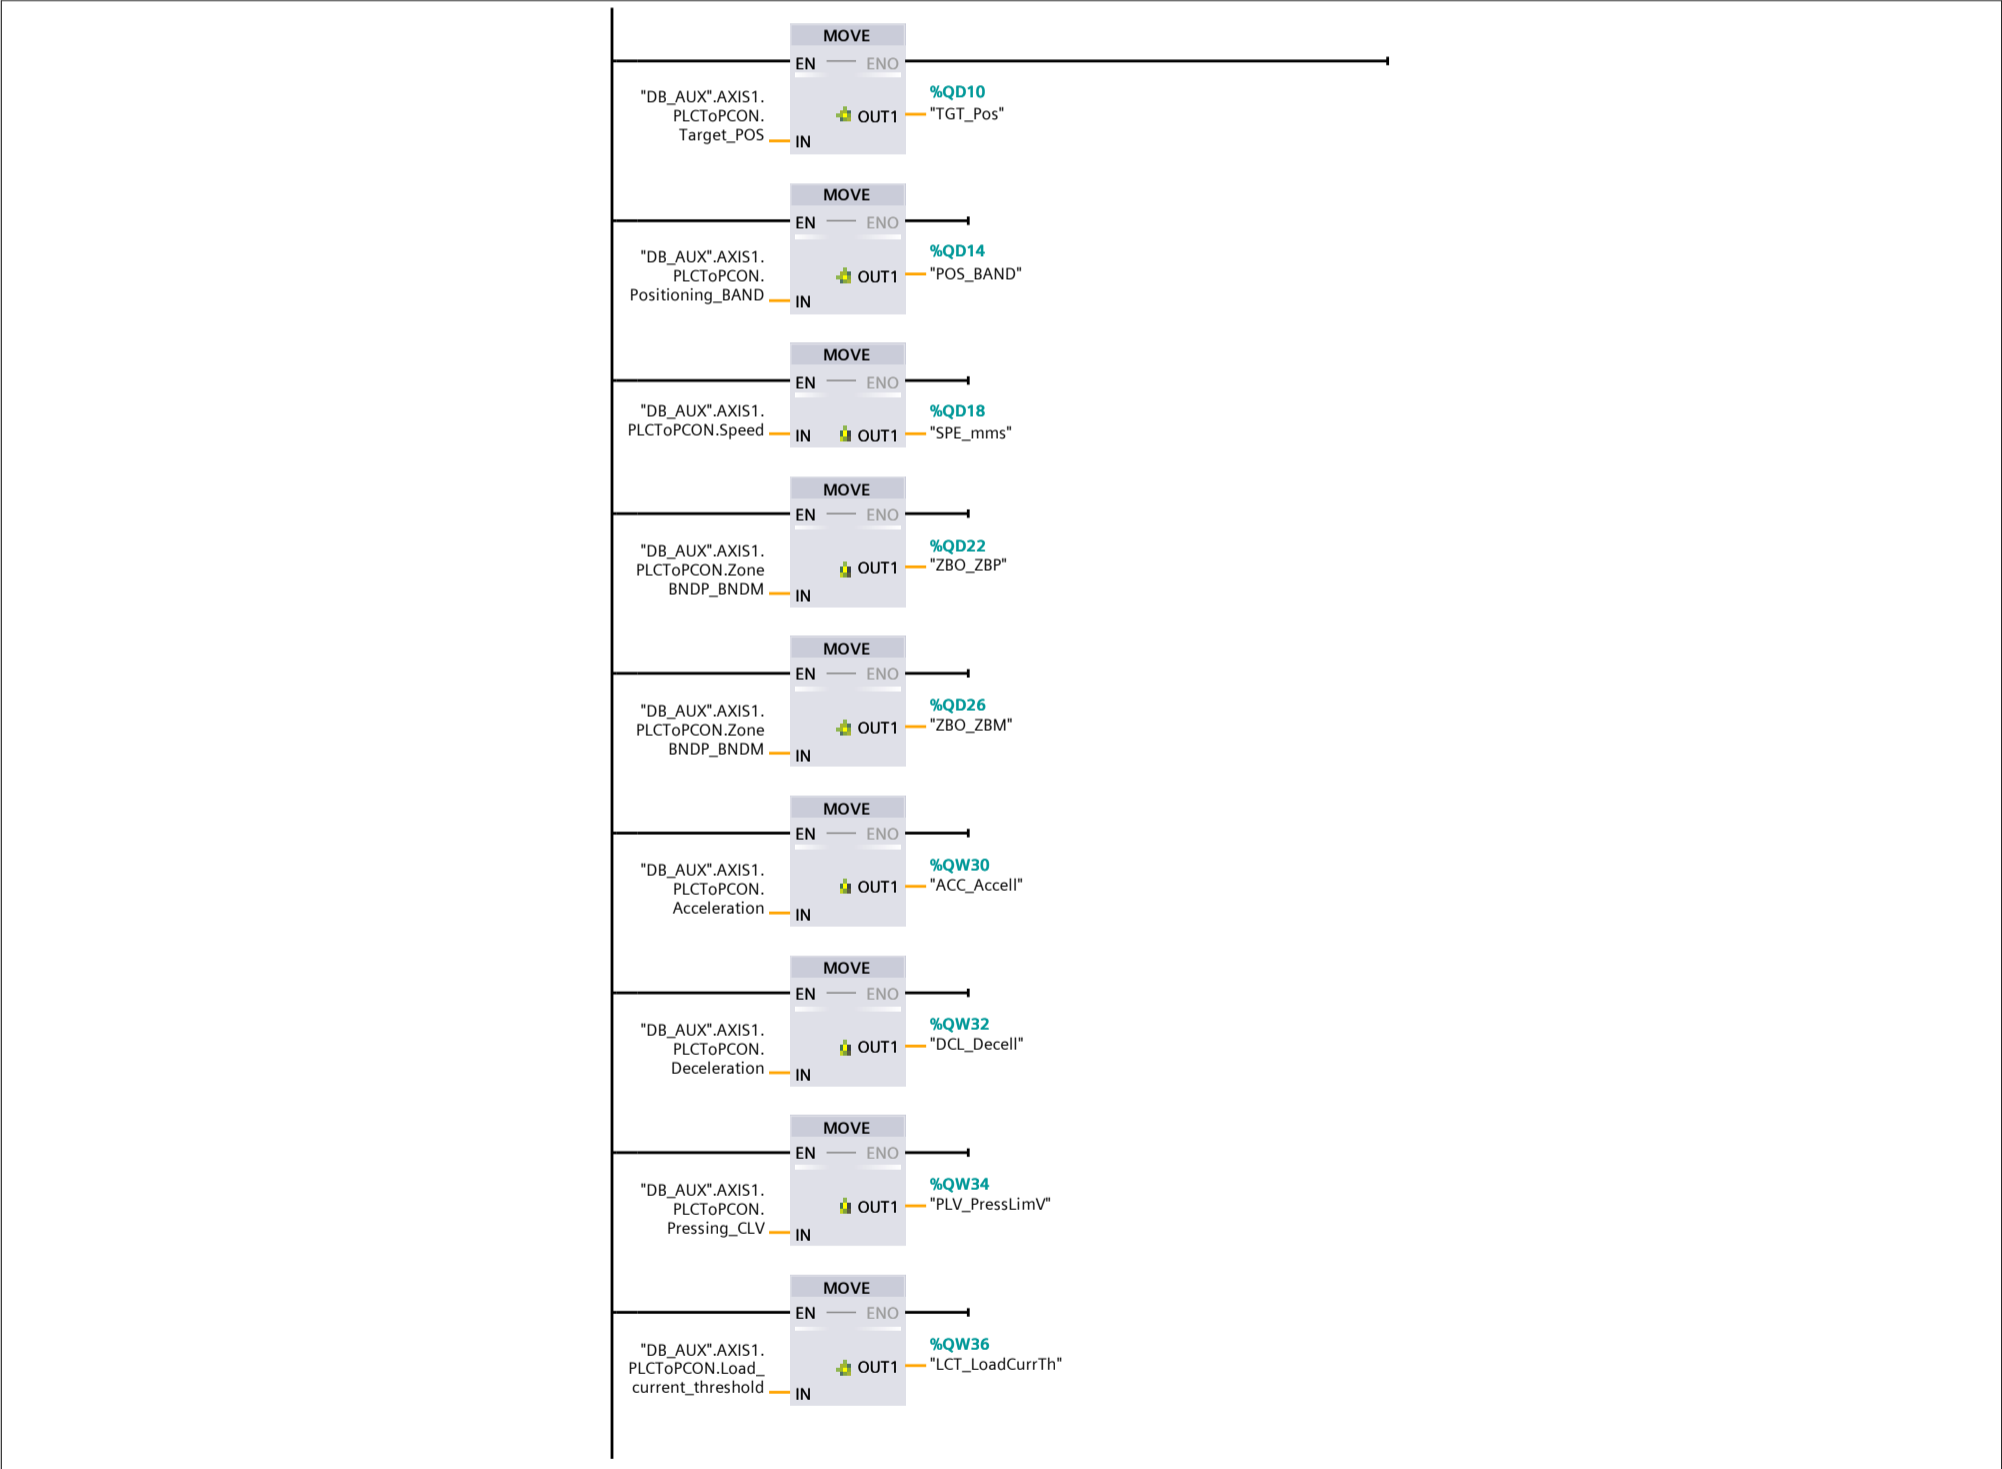 MOVE
EN ENO
"DB_AUX".AXIS1.
PLCToPCON.
Target_POS
IN
OUT1
%QD10
"TGT_Pos"
MOVE
EN ENO
"DB_AUX".AXIS1.
PLCToPCON.
Positioning_BAND
IN
OUT1
%QD14
"POS_BAND"
MOVE
EN ENO
"DB_AUX".AXIS1.
PLCToPCON.Speed
IN
OUT1
%QD18
"SPE_mms"
MOVE
EN ENO
"DB_AUX".AXIS1.
PLCToPCON.Zone
BNDP_BNDM
IN
OUT1
%QD22
"ZBO_ZBP"
MOVE
EN ENO
"DB_AUX".AXIS1.
PLCToPCON.Zone
BNDP_BNDM
IN
OUT1
%QD26
"ZBO_ZBM"
MOVE
EN ENO
"DB_AUX".AXIS1.
PLCToPCON.
Acceleration
IN
OUT1
%QW30
"ACC_Accell"
MOVE
EN ENO
"DB_AUX".AXIS1.
PLCToPCON.
Deceleration
IN
OUT1
%QW32
"DCL_Decell"
MOVE
EN ENO
"DB_AUX".AXIS1.
PLCToPCON.
Pressing_CLV
IN
OUT1
%QW34
"PLV_PressLimV"
MOVE
EN ENO
"DB_AUX".AXIS1.
PLCToPCON.Load_
current_threshold
IN
OUT1
%QW36
"LCT_LoadCurrTh"